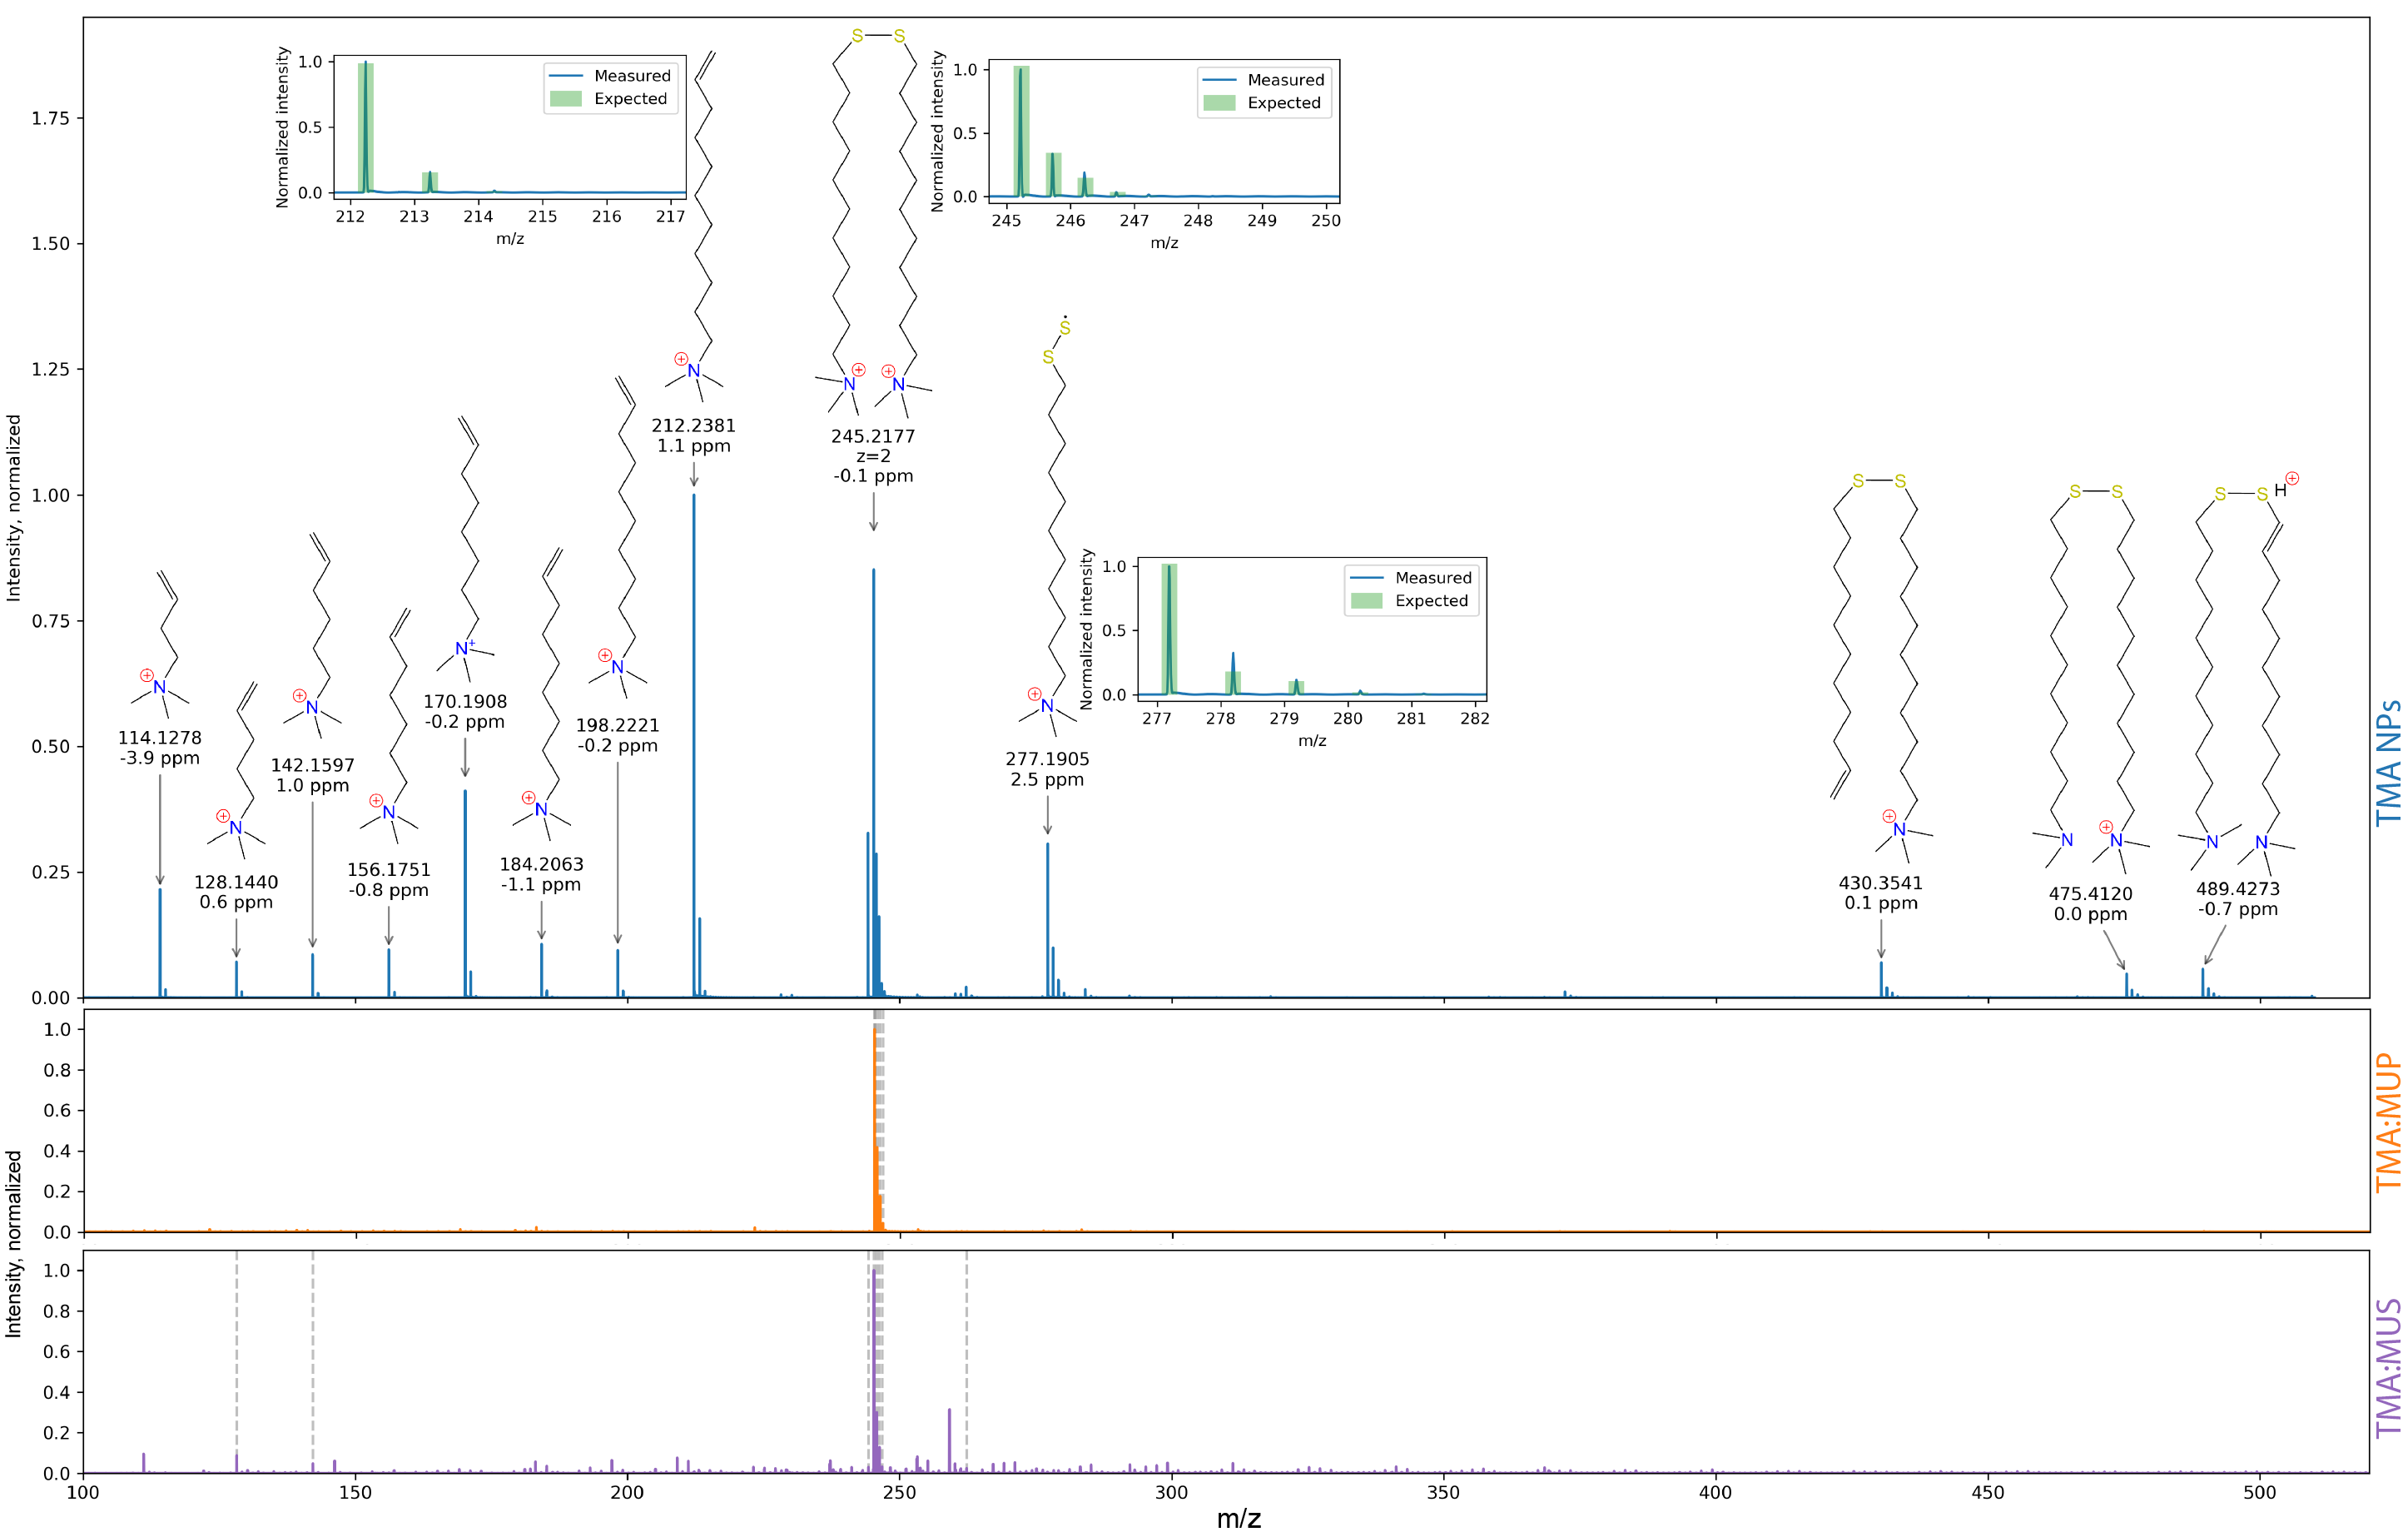 1.75
1.50
1.25
1.00
0.75
0.50
0.25
0.00
Intensity, normalized
TMA NPs
1.0
0.5
0.0
Normalized intensity
Measured
Expected
212 213 214 215 216 217
m/z
1.0
0.5
0.0
Normalized intensity
Measured
Expected
245 246 247 248 249 250
m/z
1.0
0.5
0.0
Normalized intensity
Measured
Expected
277 278 279 280 281 282
m/z
N
+
114.1278
-3.9 ppm
N
+
128.1440
0.6 ppm
N
+
142.1597
1.0 ppm
N
+
156.1751
-0.8 ppm
N+
170.1908
-0.2 ppm
N
+
184.2063
-1.1 ppm
N
+
198.2221
-0.2 ppm
N
+
212.2381
1.1 ppm
S S
N + N +
245.2177
z=2
-0.1 ppm
S
S
N
+
277.1905
2.5 ppm
S S
N
+
430.3541
0.1 ppm
S S
N N
+
475.4120
0.0 ppm
S S H +
N N
489.4273
-0.7 ppm
1.0
0.8
0.6
0.4
0.2
0.0
TMA:MUP
Intensity, normalized
1.0
0.8
0.6
0.4
0.2
0.0
TMA:MUS
100 150 200 250 300 350 400 450 500
m/z